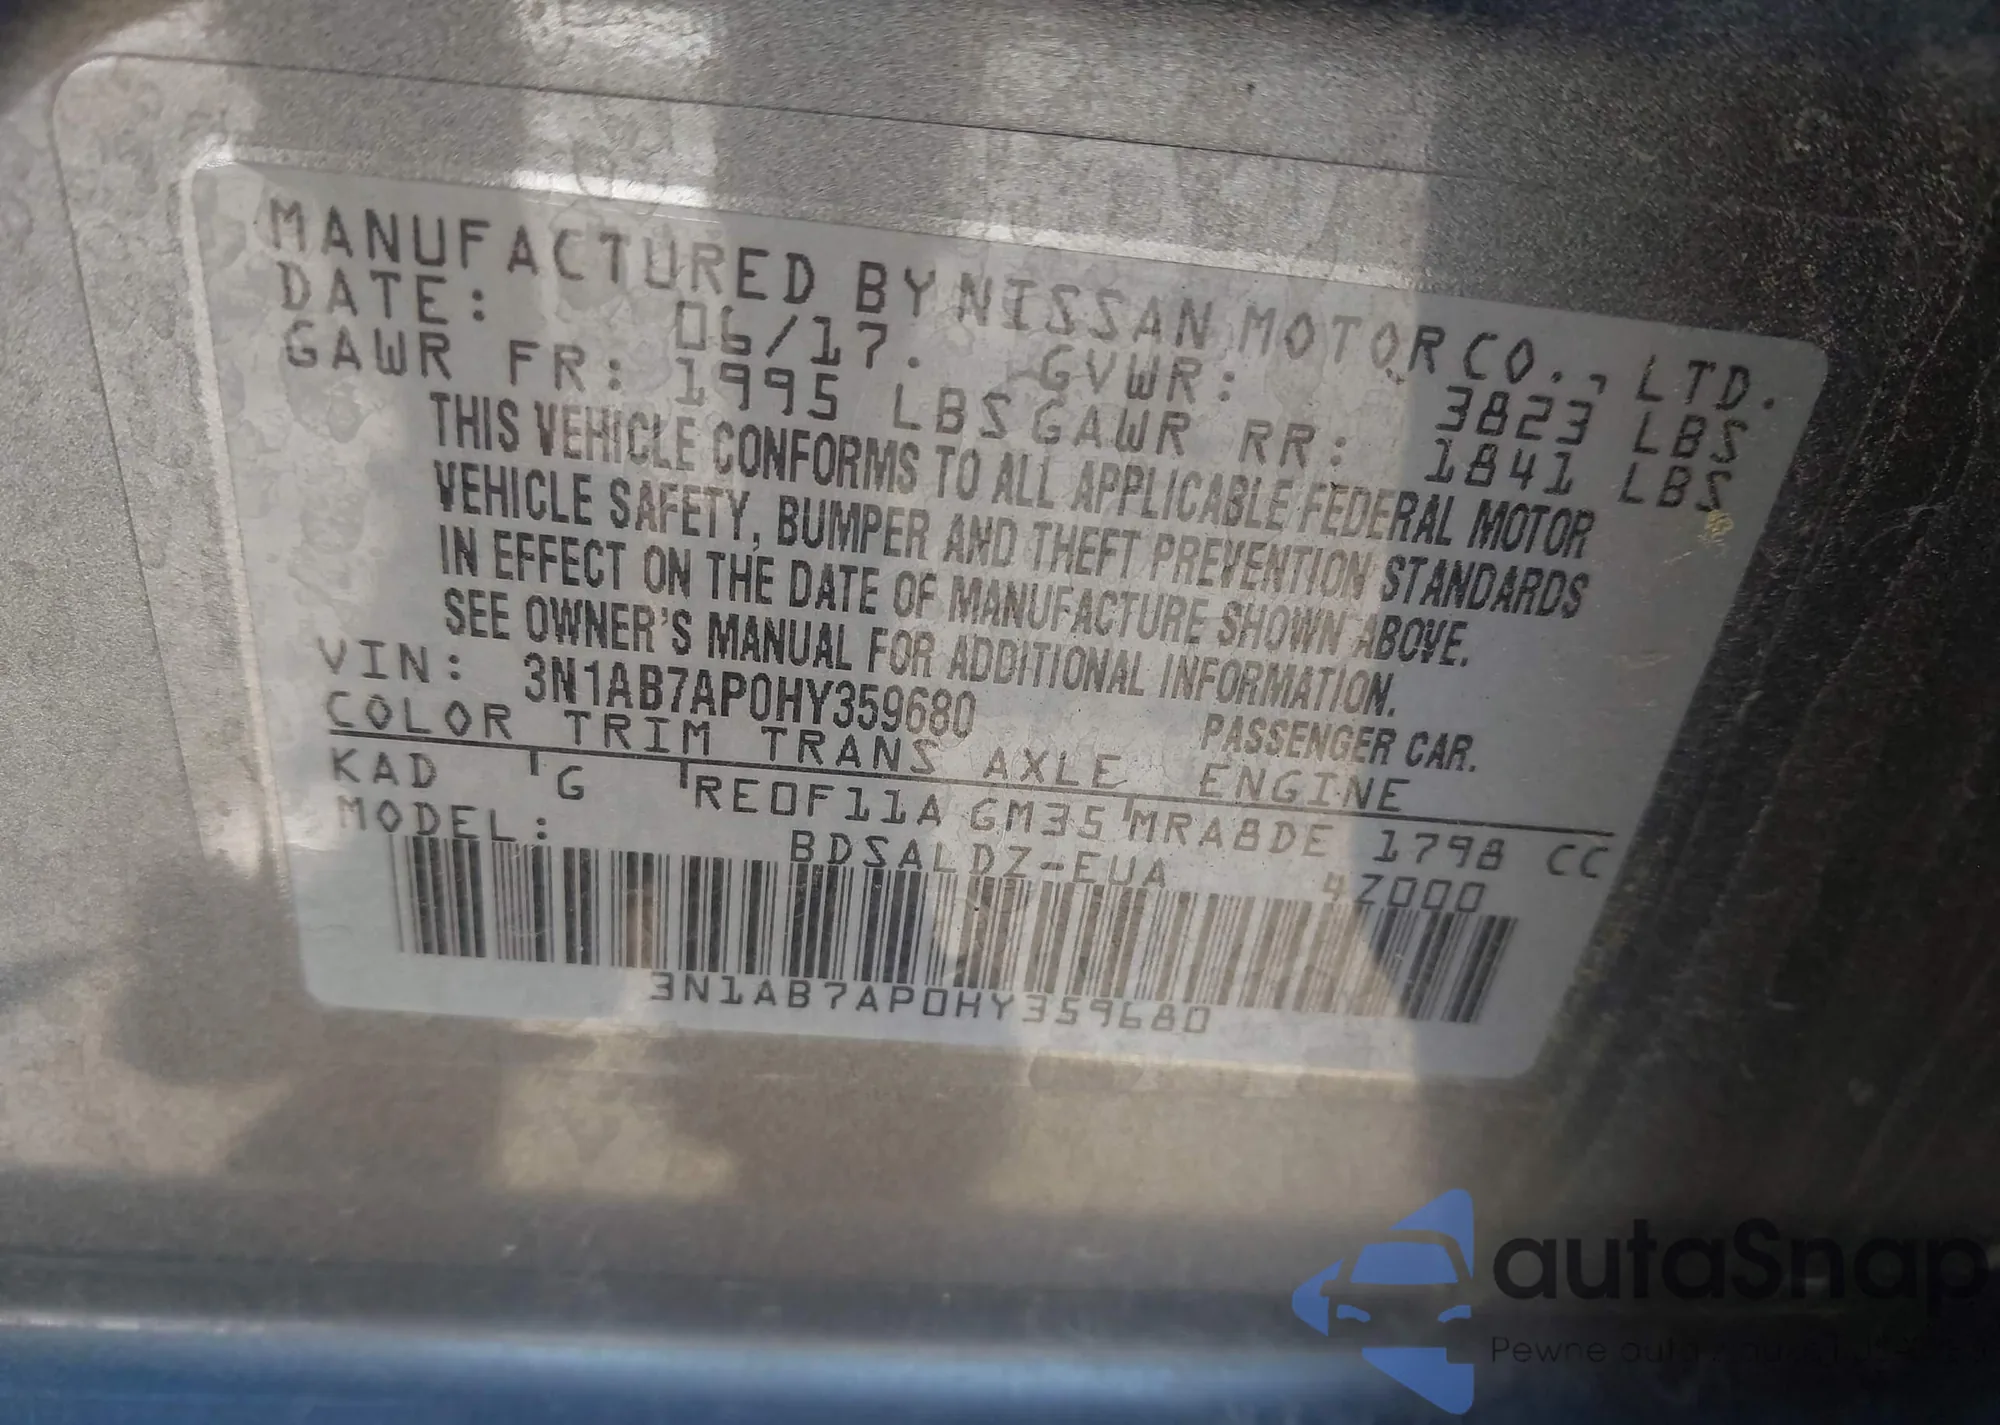 MANUFACTURED BY NISSAN MOTOR CO., LTD.
DATE: 06/17. GVWR: 3823 LBS
GAWR FR: 1995 LBS GAWR RR: 1841 LBS
THIS VEHICLE CONFORMS TO ALL APPLICABLE FEDERAL MOTOR
VEHICLE SAFETY, BUMPER AND THEFT PREVENTION STANDARDS
IN EFFECT ON THE DATE OF MANUFACTURE SHOWN ABOVE.
SEE OWNER'S MANUAL FOR ADDITIONAL INFORMATION.
VIN: 3N1AB7AP0HY359680 PASSENGER CAR.
COLOR TRIM TRANS AXLE ENGINE
KAD G RE0F11A GM35 MRA8DE 1798 CC
MODEL: BDSALDZ-EUA 4Z000
3N1AB7AP0HY359680
autaSnap
Pewne auta